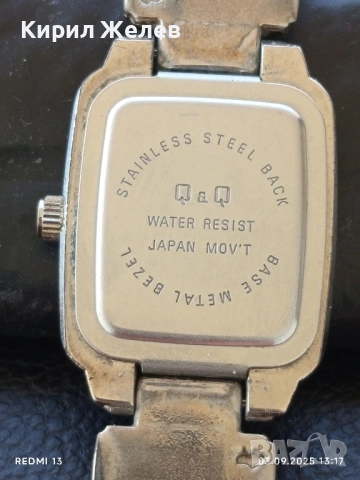 Кирил Желев
STAINLESS STEEL BACK
Q&Q
WATER RESIST
JAPAN MOV'T
BASE METAL BEZEL
REDMI 13
03.09.2025 13:17